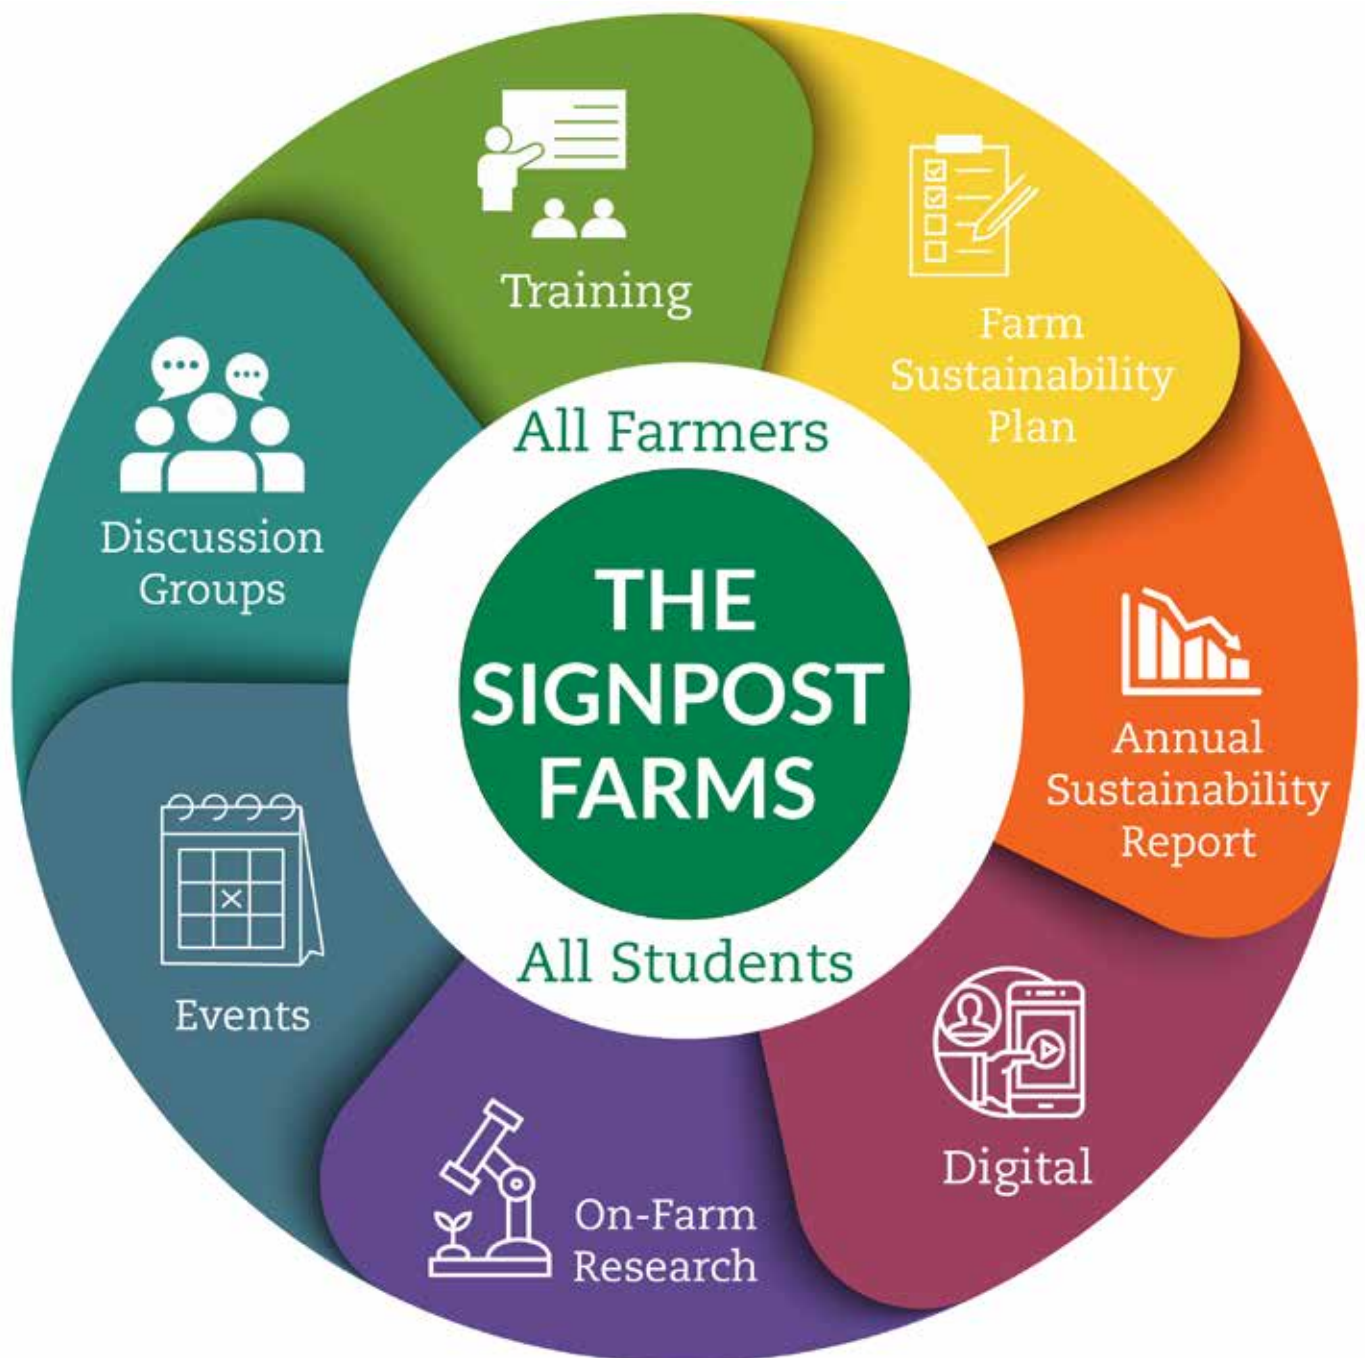 Training
Farm
Sustainability
Plan
Annual
Sustainability
Report
Digital
On-Farm
Research
Events
Discussion
Groups
All Farmers
THE
SIGNPOST
FARMS
All Students